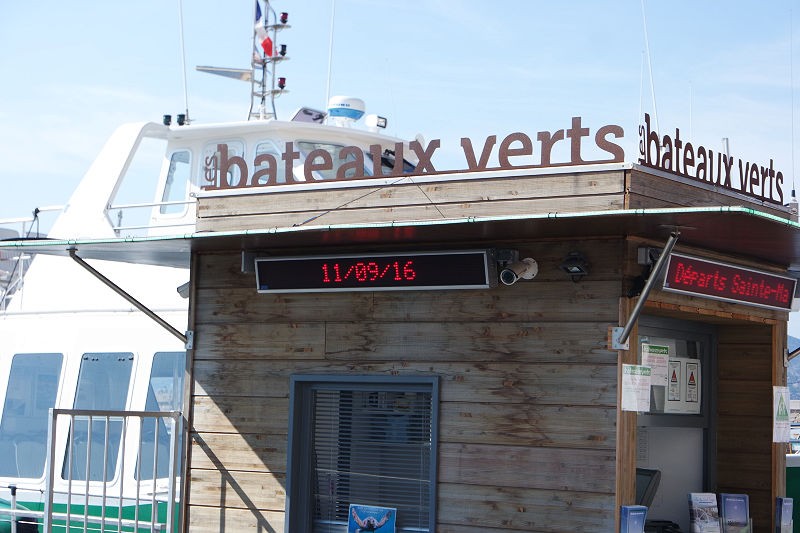 les bateaux verts
les bateaux verts
11/09/16
Départs Sainte-Ma